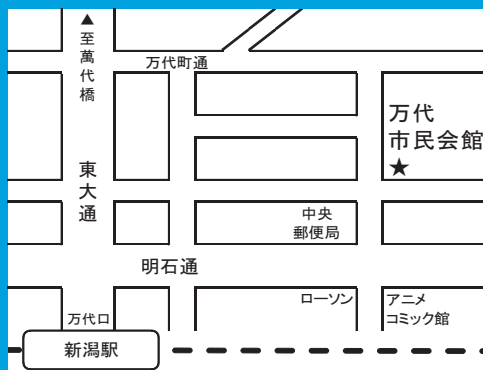 ▲至萬代橋
万代町通
万代
市民会館
★
東大通
中央
郵便局
明石通
ローソン
アニメ
コミック館
万代口
新潟駅